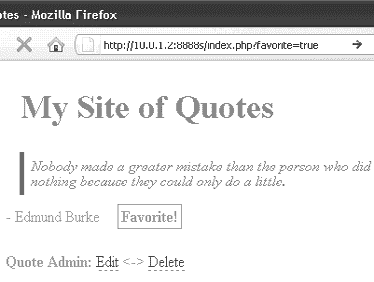 otes - Mozilla Firefox
http://10.0.1.2:8888/index.php?favorite=true
My Site of Quotes
Nobody made a greater mistake than the person who did
nothing because they could only do a little.
- Edmund Burke Favorite!
Quote Admin: Edit <-> Delete